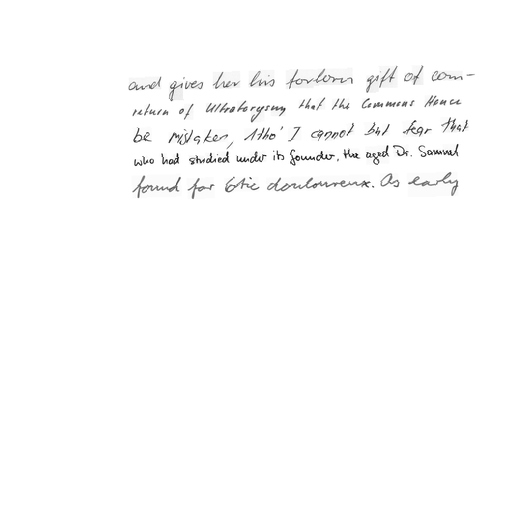 and gives her his forlorn gift of com-
return of Ultratorysm that the Commons Hence
be mistaken, 'tho' I cannot but fear that
who had studied under its founder, the aged Dr. Samuel
found for tic douloureux. As early